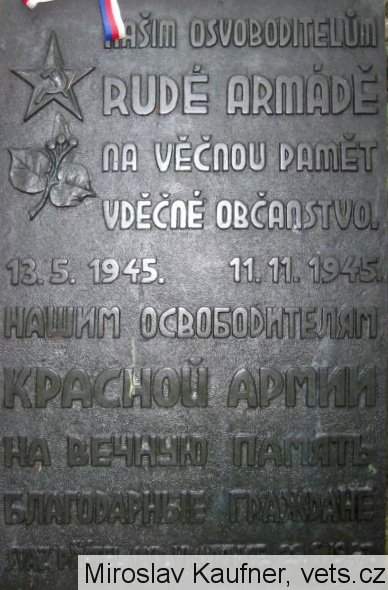 NAŠIM OSVOBODITELŮM
RUDÉ ARMÁDĚ
NA VĚČNOU PAMĚT
VDĚČNÉ OBČANSTVO.
13.5. 1945. 11.11.1945.
НАШИМ ОСВОБОДИТЕЛЯМ
КРАСНОЙ АРМИИ
НА ВЕЧНУЮ ПАМЯТЬ
БЛАГОДАРНЫЕ ГРАЖДАНЕ
SVAZ
Miroslav Kaufner, vets.cz